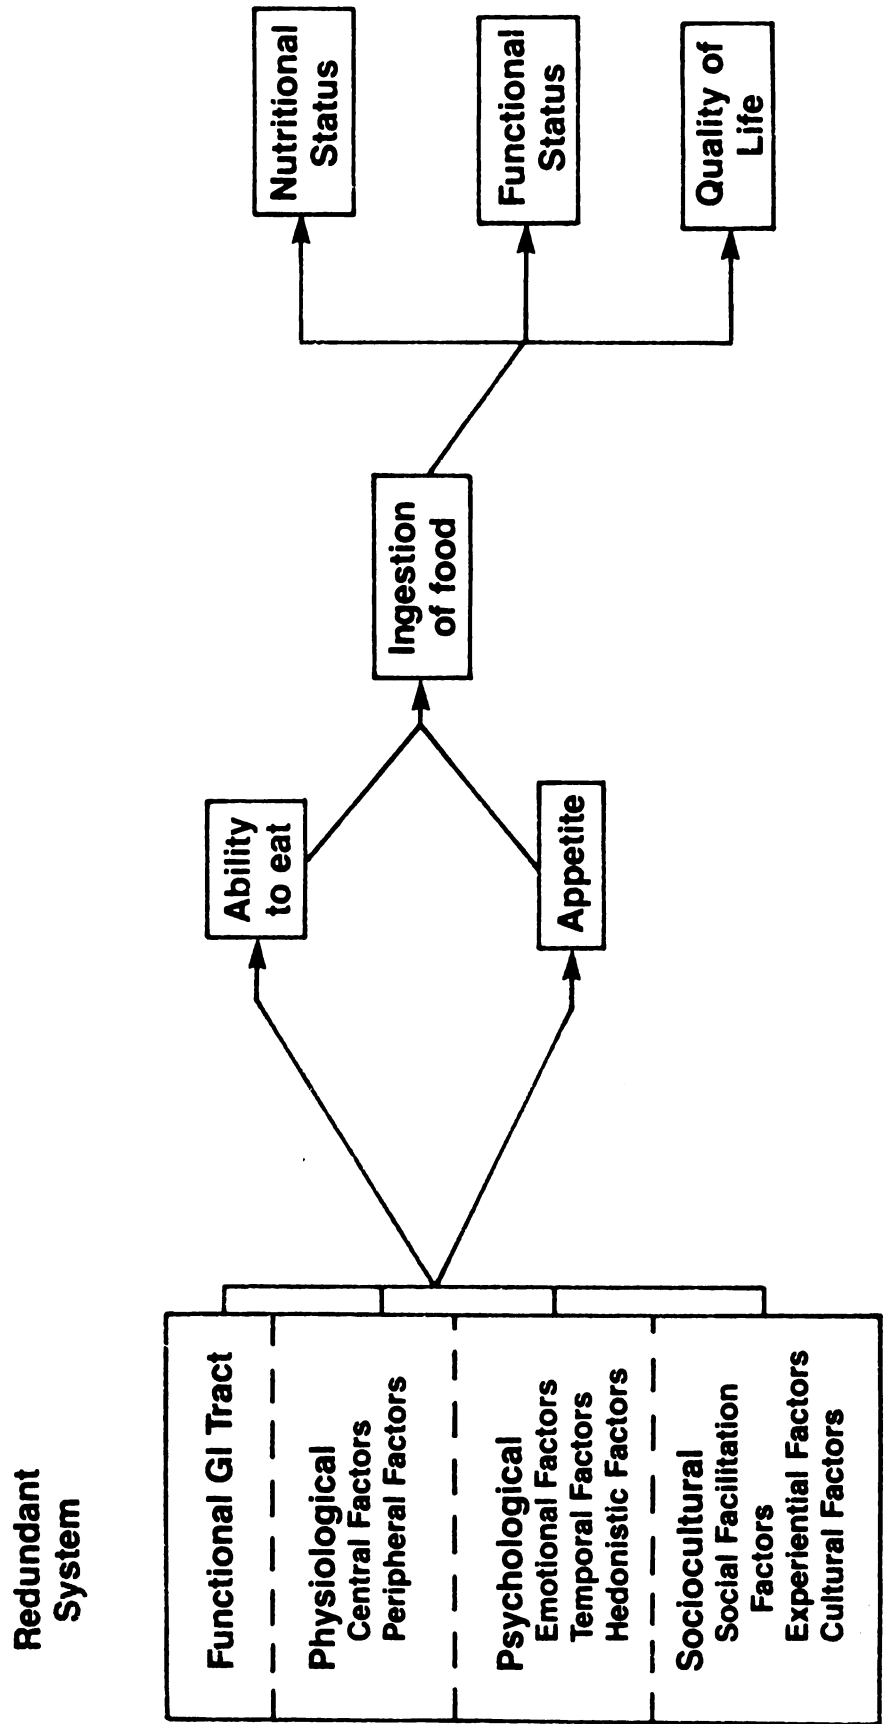 Redundant
System
Functional GI Tract
Physiological
Central Factors
Peripheral Factors
Psychological
Emotional Factors
Temporal Factors
Hedonistic Factors
Sociocultural
Social Facilitation
Factors
Experiential Factors
Cultural Factors
Ability
to eat
Appetite
Ingestion
of food
Nutritional
Status
Functional
Status
Quality of
Life